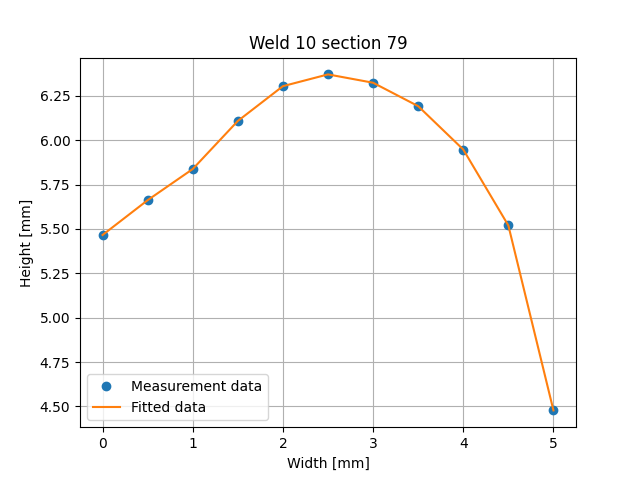 Weld 10 section 79
Height [mm]
6.25
6.00
5.75
5.50
5.25
5.00
4.75
4.50
Measurement data
Fitted data
0 1 2 3 4 5
Width [mm]